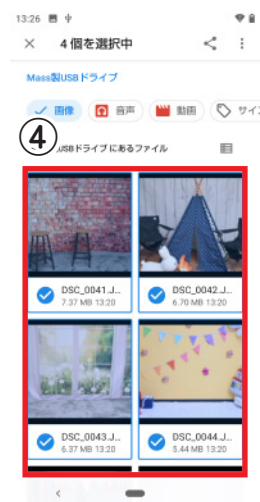 13:26
4 個を選択中
Mass製USBドライブ
画像 音声 動画 サイ
④
USBドライブ にあるファイル
DSC_0041.J...
7.37 MB 13:20
DSC_0042.J...
6.70 MB 13:20
DSC_0043.J...
6.37 MB 13:20
DSC_0044.J...
5.44 MB 13:20